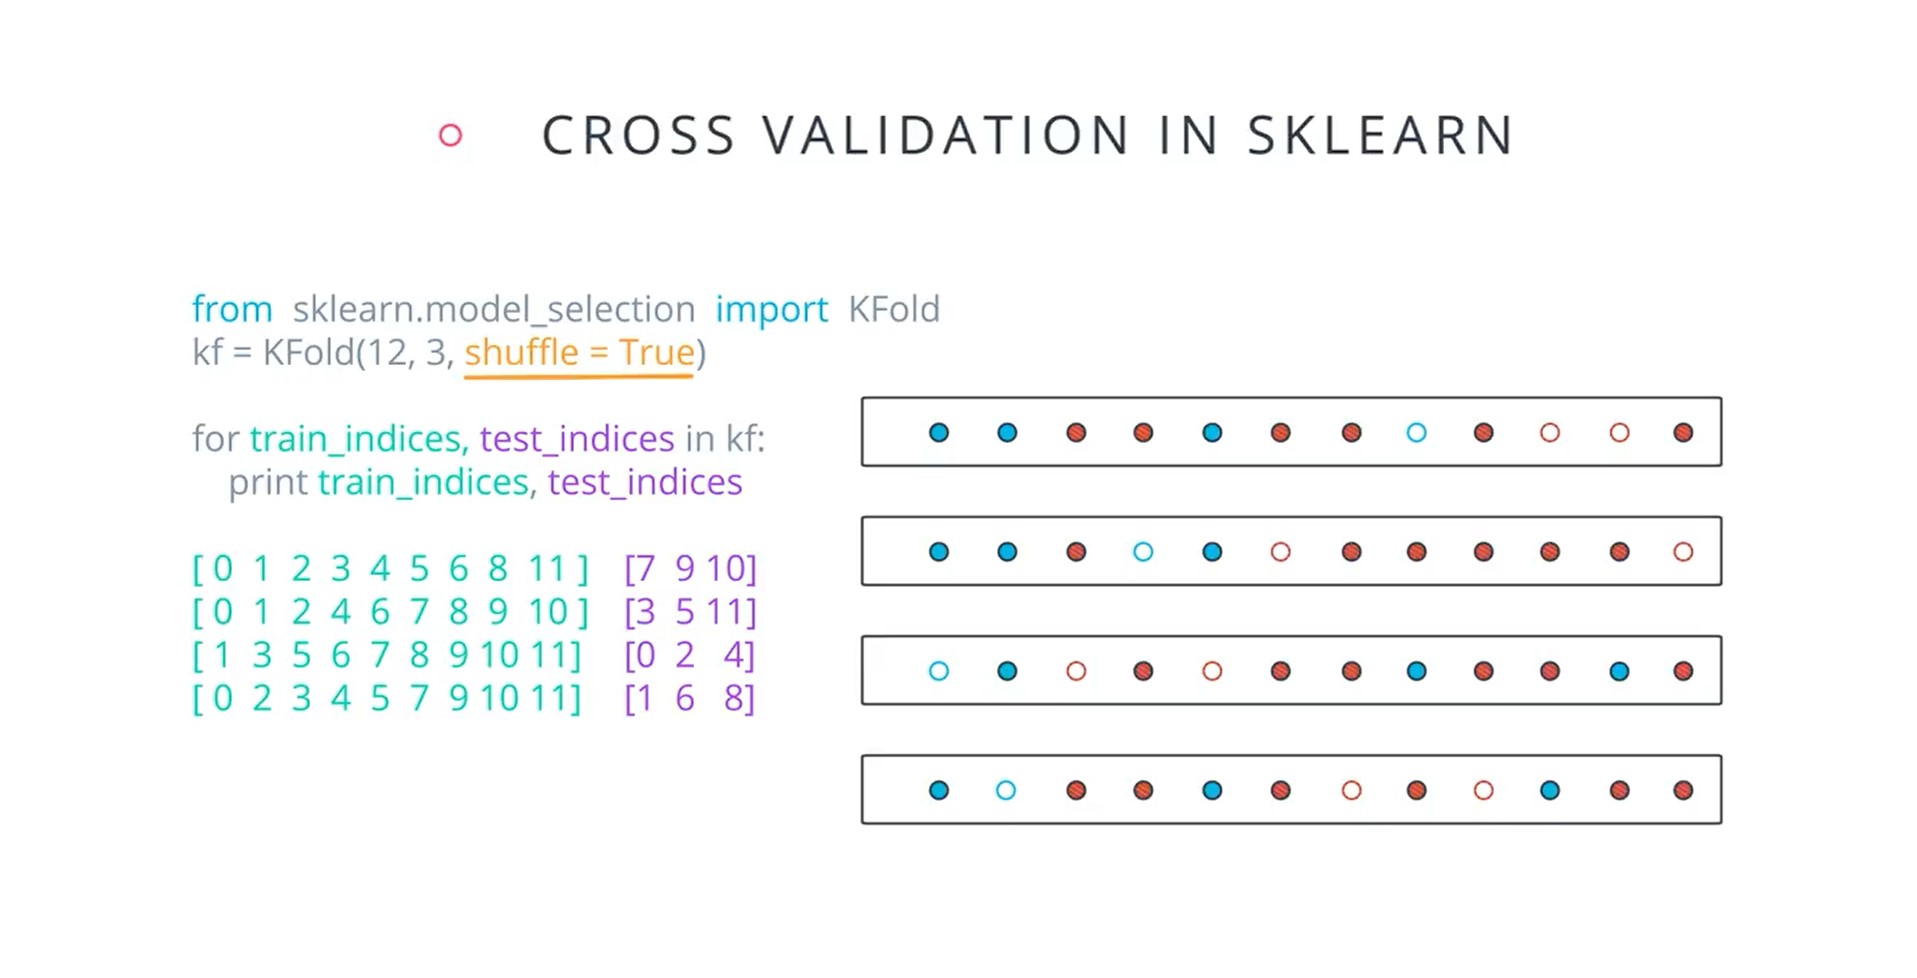 CROSS VALIDATION IN SKLEARN
from sklearn.model_selection import KFold
kf = KFold(12, 3, shuffle = True)
for train_indices, test_indices in kf:
print train_indices, test_indices
[ 0 1 2 3 4 5 6 8 11 ] [7 9 10]
[ 0 1 2 4 6 7 8 9 10 ] [3 5 11]
[ 1 3 5 6 7 8 9 10 11] [0 2 4]
[ 0 2 3 4 5 7 9 10 11] [1 6 8]